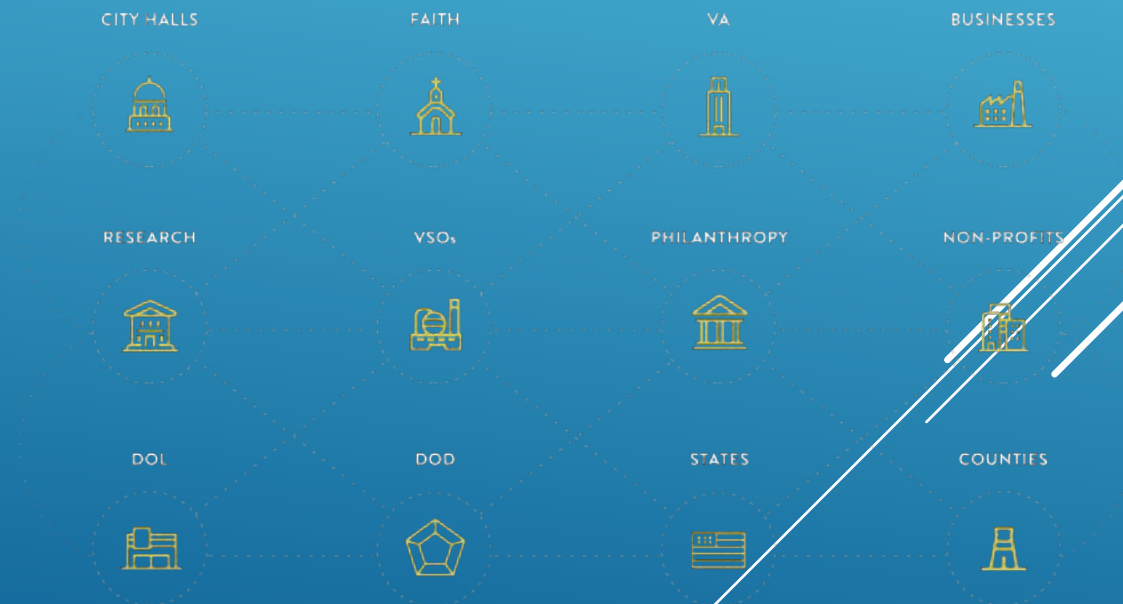 CITY HALLS
FAITH
VA
BUSINESSES
RESEARCH
VSOs
PHILANTHROPY
NON-PROFITS
DOL
DOD
STATES
COUNTIES